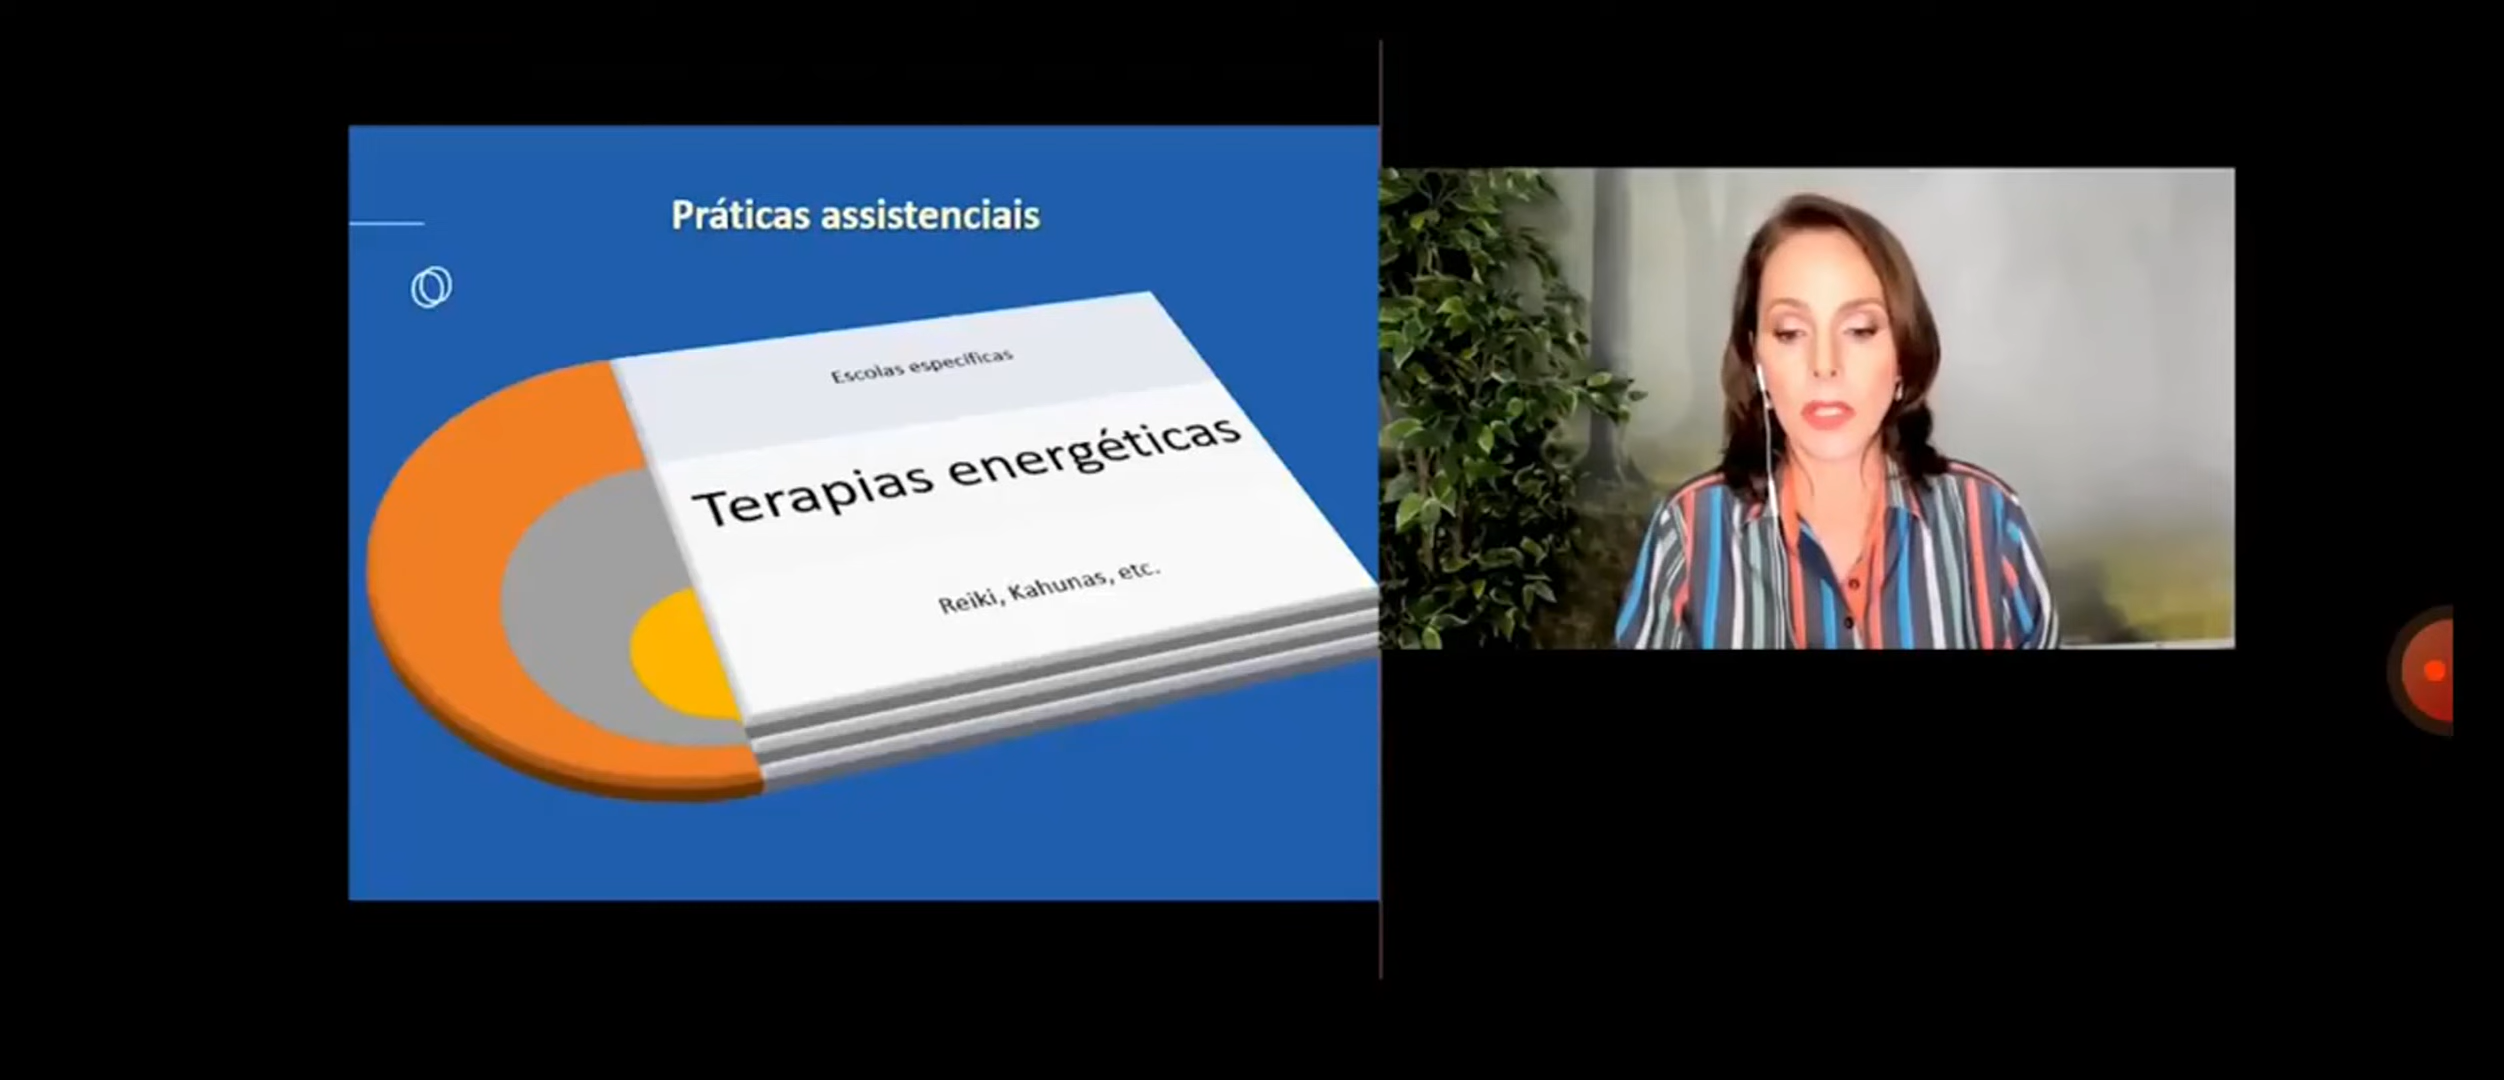 Práticas assistenciais
Escolas específicas
Terapias energéticas
Reiki, Kahunas, etc.